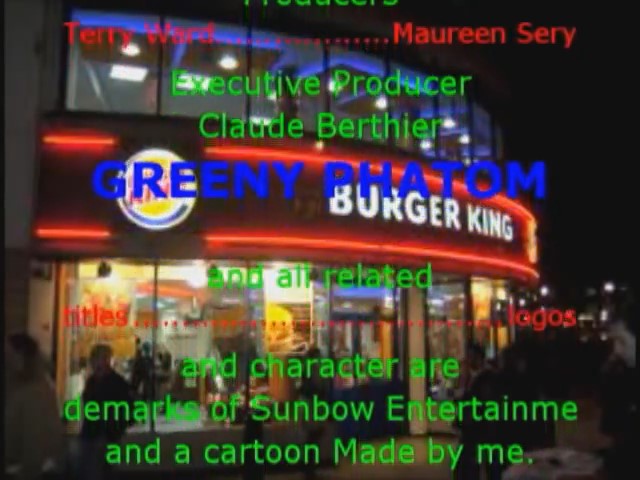 Producers
Terry Ward.................Maureen Sery
Executive Producer
Claude Berthier
GREENY PHATOM
BURGER KING
and all related
titles..................................logos
and character are
demarks of Sunbow Entertainme
and a cartoon Made by me.